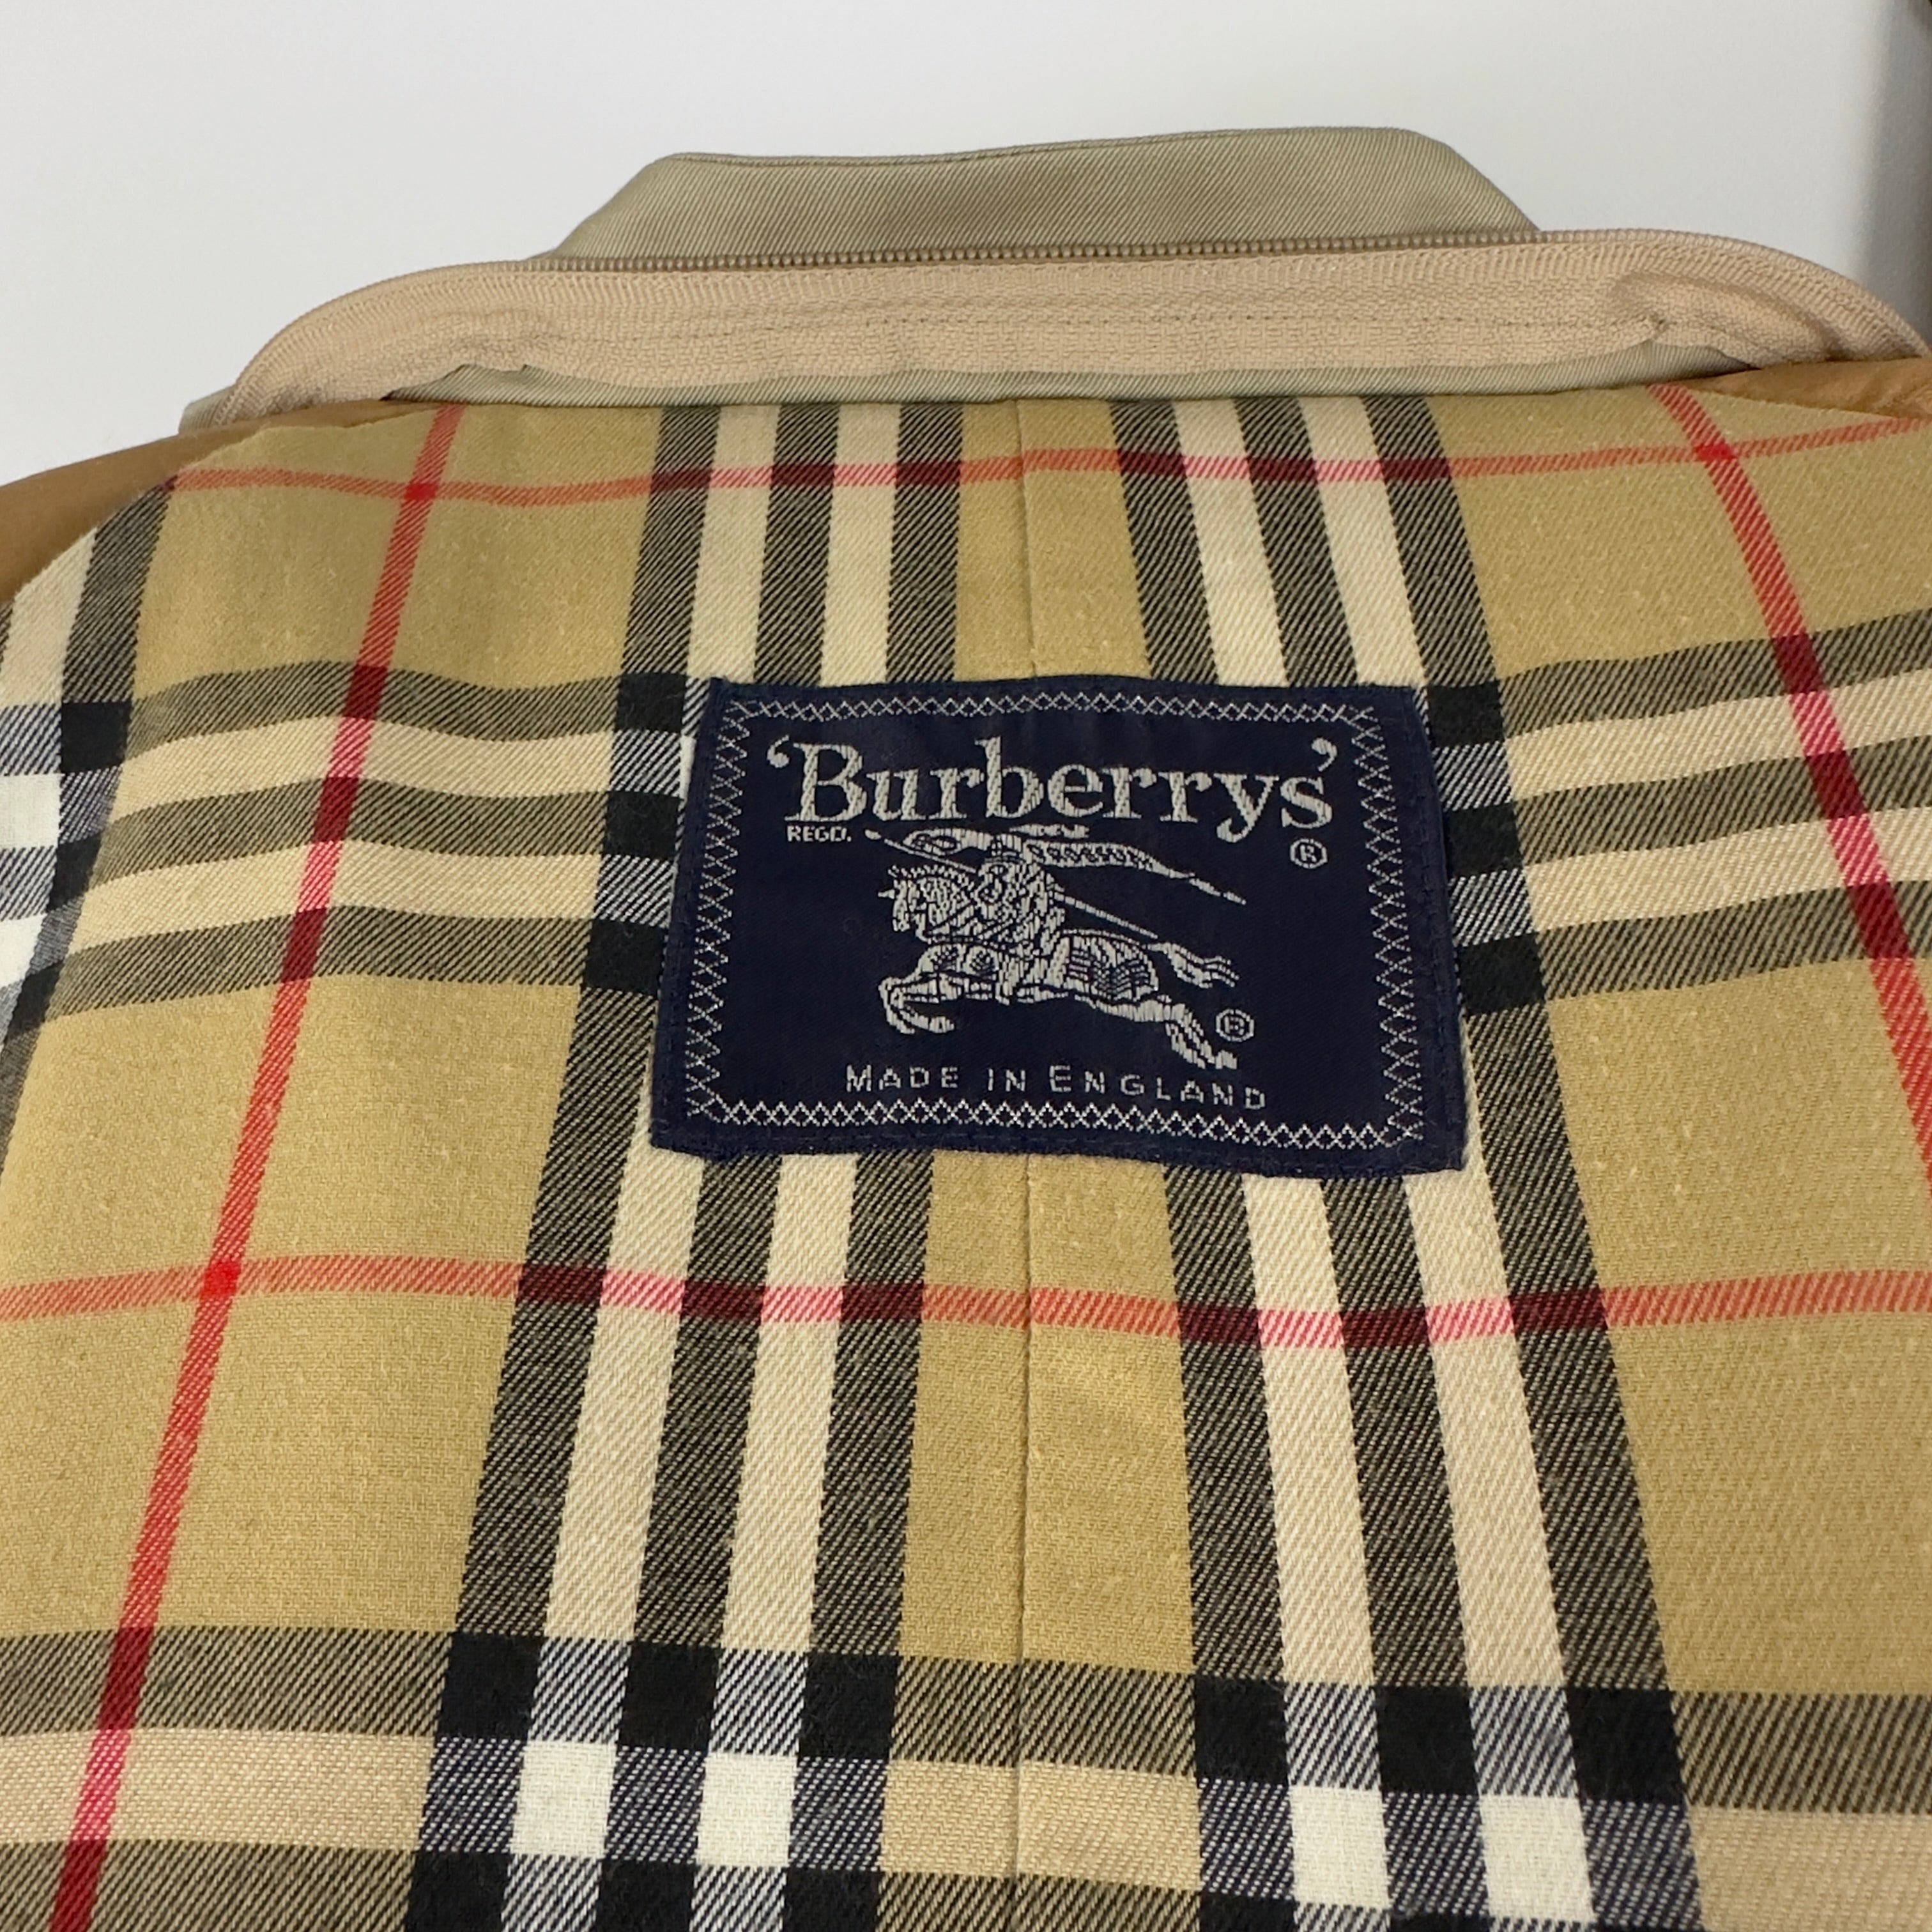 ‘Burberrys’
REGD. ®
®
MADE IN ENGLAND